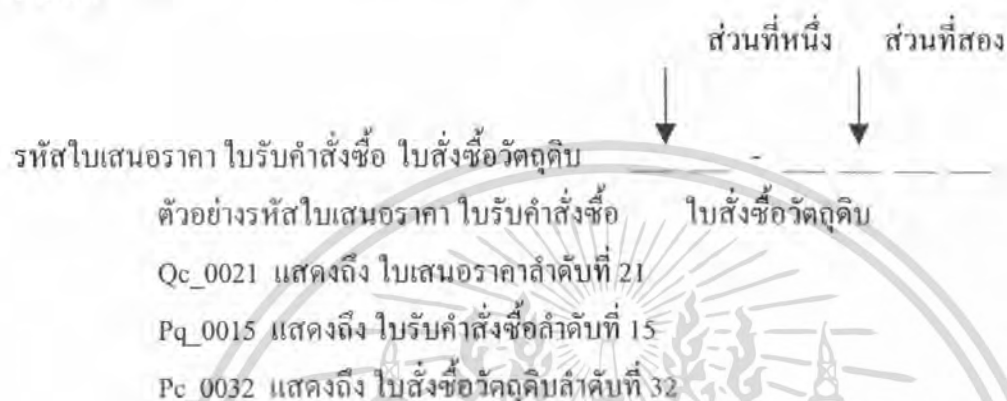 ส่วนที่หนึ่ง ส่วนที่สอง
รหัสใบเสนอราคา ใบรับคำสั่งซื้อ ใบสั่งซื้อวัตถุดิบ __ __ - __ __ __ __
ตัวอย่างรหัสใบเสนอราคา ใบรับคำสั่งซื้อ ใบสั่งซื้อวัตถุดิบ
Qc_0021 แสดงถึง ใบเสนอราคาลำดับที่ 21
Pq_0015 แสดงถึง ใบรับคำสั่งซื้อลำดับที่ 15
Pc_0032 แสดงถึง ใบสั่งซื้อวัตถุดิบลำดับที่ 32